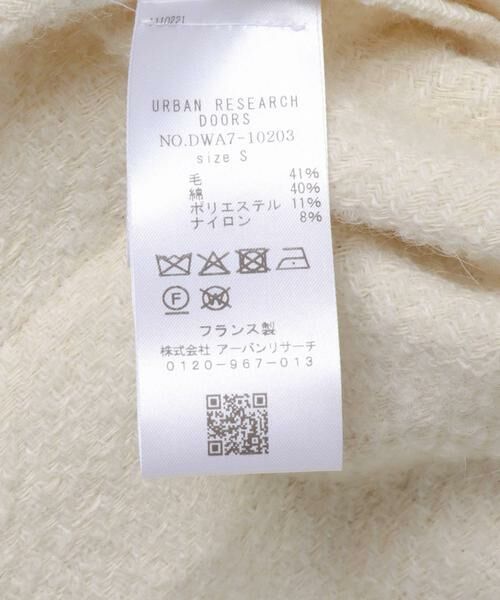 URBAN RESEARCH
DOORS
NO.DWA7-10203
size S
毛 41%
綿 40%
ポリエステル 11%
ナイロン 8%
F
W
フランス製
株式会社 アーバンリサーチ
0120-967-013